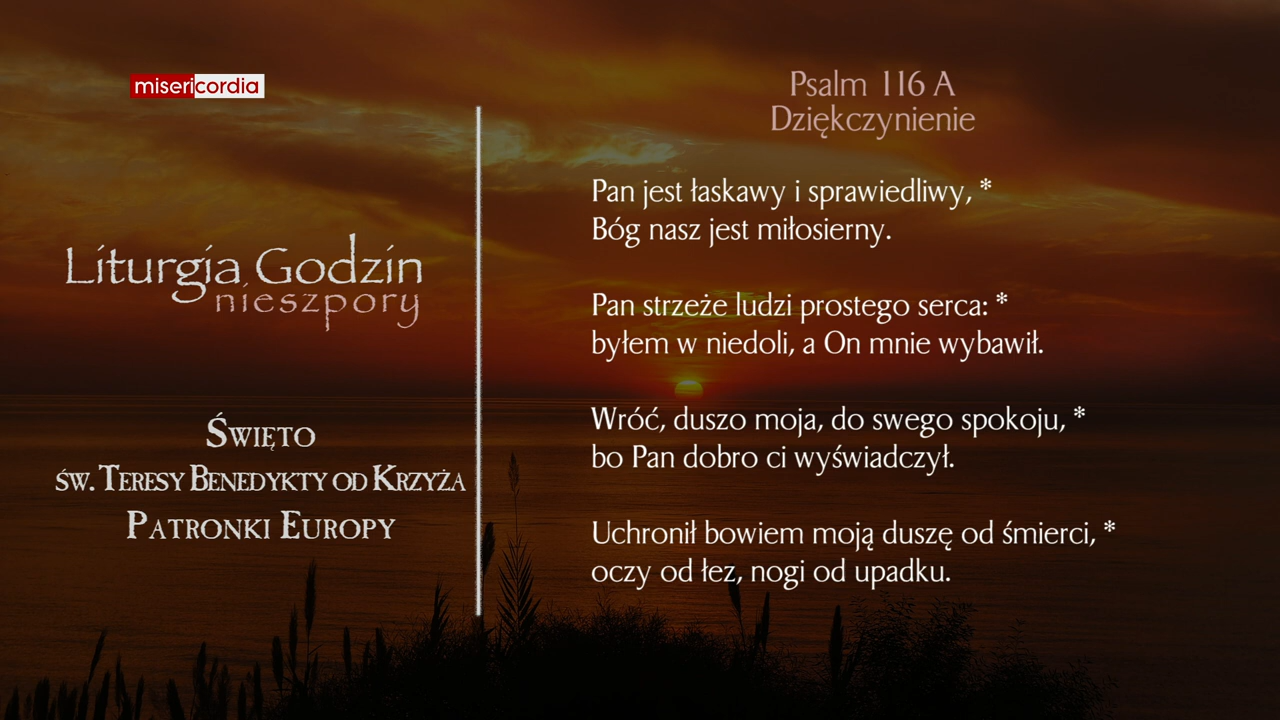 misericordia
Liturgia Godzin
nieszpory
Święto
św. Teresy Benedykty od Krzyża
Patronki Europy
Psalm 116 A
Dziękczynienie
Pan jest łaskawy i sprawiedliwy, *
Bóg nasz jest miłosierny.
Pan strzeże ludzi prostego serca: *
byłem w niedoli, a On mnie wybawił.
Wróć, duszo moja, do swego spokoju, *
bo Pan dobro ci wyświadczył.
Uchronił bowiem moją duszę od śmierci, *
oczy od łez, nogi od upadku.